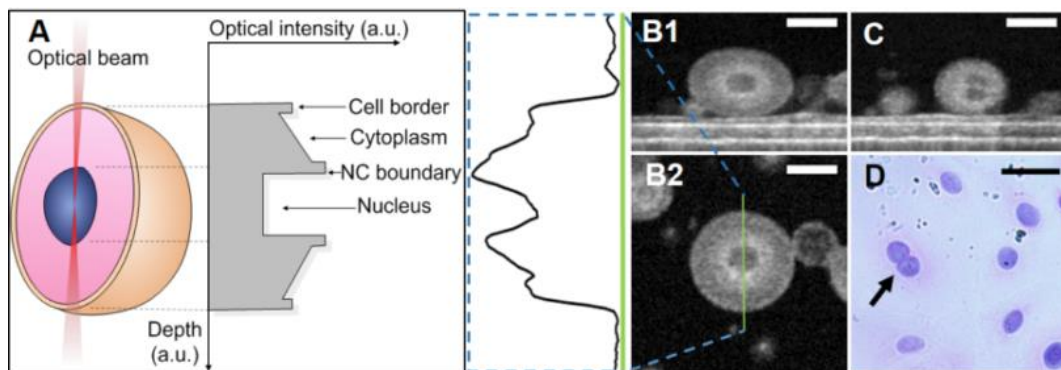 A
Optical beam
Optical intensity (a.u.)
Cell border
Cytoplasm
NC boundary
Nucleus
Depth
(a.u.)
B1
C
B2
D